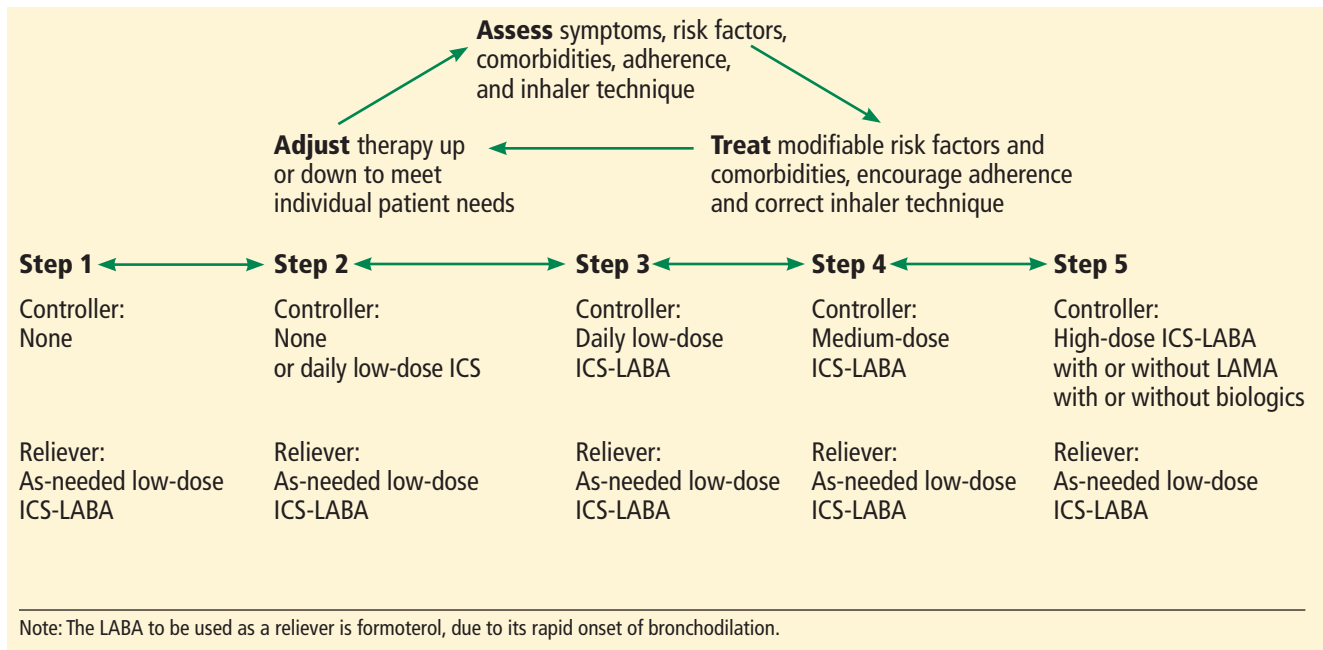 Assess symptoms, risk factors,
comorbidities, adherence,
and inhaler technique
Adjust therapy up
or down to meet
individual patient needs
Treat modifiable risk factors and
comorbidities, encourage adherence
and correct inhaler technique
Step 1
Controller:
None
Reliever:
As-needed low-dose
ICS-LABA
Step 2
Controller:
None
or daily low-dose ICS
Reliever:
As-needed low-dose
ICS-LABA
Step 3
Controller:
Daily low-dose
ICS-LABA
Reliever:
As-needed low-dose
ICS-LABA
Step 4
Controller:
Medium-dose
ICS-LABA
Reliever:
As-needed low-dose
ICS-LABA
Step 5
Controller:
High-dose ICS-LABA
with or without LAMA
with or without biologics
Reliever:
As-needed low-dose
ICS-LABA
Note: The LABA to be used as a reliever is formoterol, due to its rapid onset of bronchodilation.